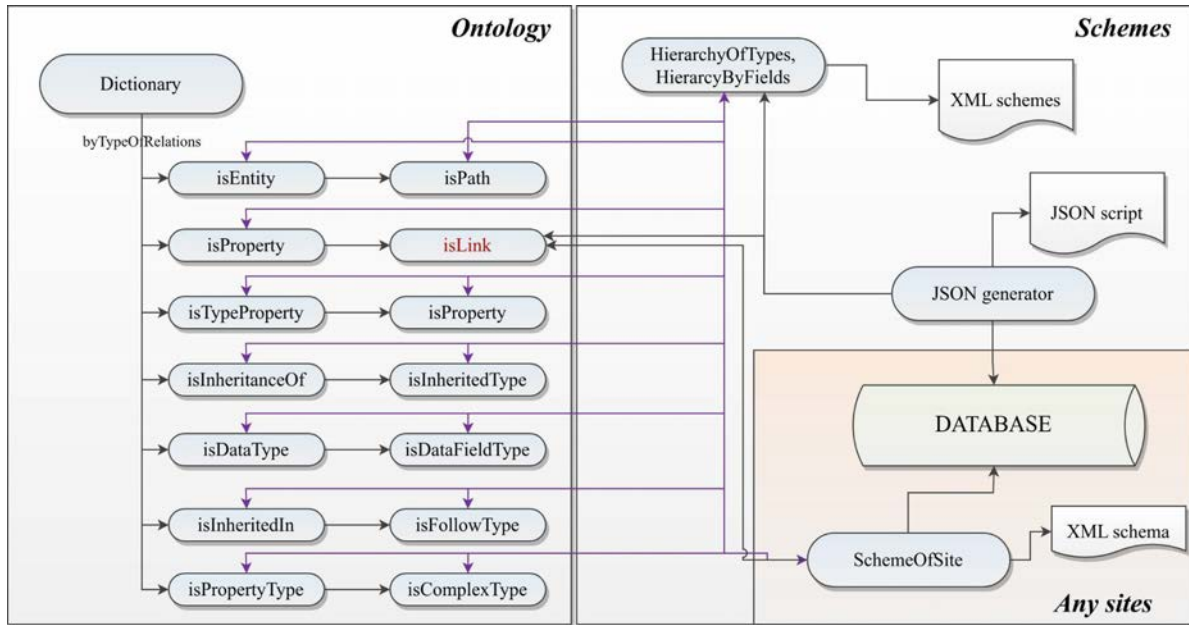 Ontology
Dictionary
byTypeOfRelations
isEntity
isPath
isProperty
isLink
isTypeProperty
isProperty
isInheritanceOf
isInheritedType
isDataType
isDataFieldType
isInheritedIn
isFollowType
isPropertyType
isComplexType
Schemes
HierarchyOfTypes,
HierarcyByFields
XML schemes
JSON script
JSON generator
DATABASE
SchemeOfSite
XML schema
Any sites